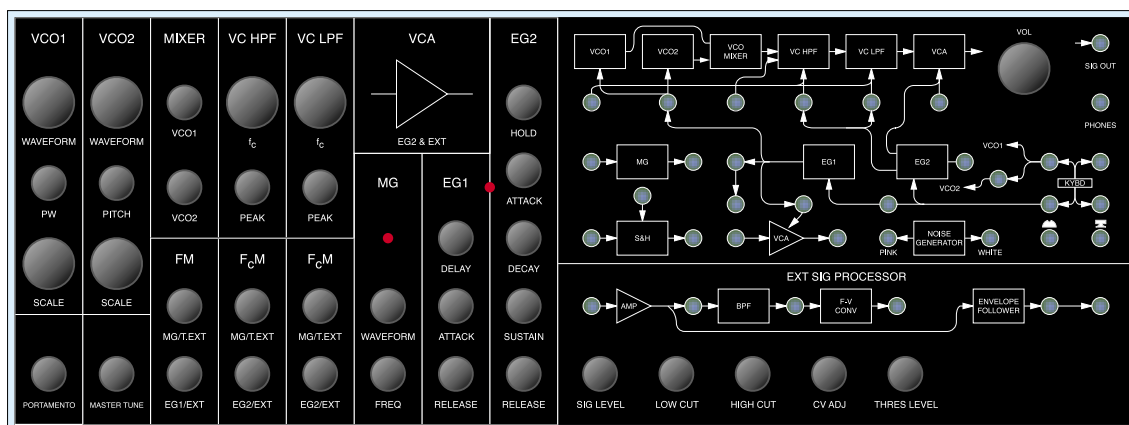 VCO1
VCO2
MIXER
VC HPF
VC LPF
VCA
EG2
WAVEFORM
WAVEFORM
VCO1
fc
fc
EG2 & EXT
HOLD
MG
EG1
PW
PITCH
VCO2
PEAK
PEAK
ATTACK
FM
FCM
FCM
DELAY
DECAY
SCALE
SCALE
MG/T.EXT
MG/T.EXT
MG/T.EXT
WAVEFORM
ATTACK
SUSTAIN
PORTAMENTO
MASTER TUNE
EG1/EXT
EG2/EXT
EG2/EXT
FREQ
RELEASE
RELEASE
VCO1
VCO2
VCO
MIXER
VC HPF
VC LPF
VCA
VOL
SIG OUT
PHONES
MG
EG1
EG2
VCO1
VCO2
KYBD
S&H
VCA
PINK
NOISE
GENERATOR
WHITE
EXT SIG PROCESSOR
AMP
BPF
F-V
CONV
ENVELOPE
FOLLOWER
SIG LEVEL
LOW CUT
HIGH CUT
CV ADJ
THRES LEVEL